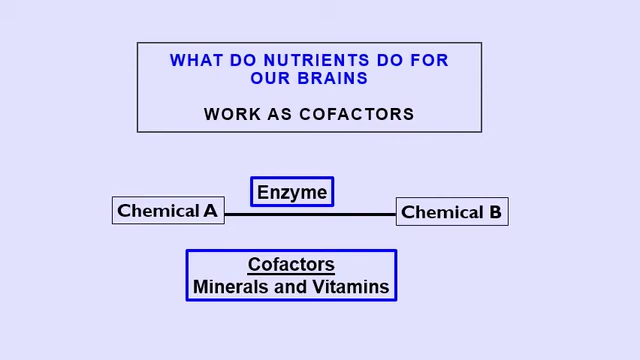 WHAT DO NUTRIENTS DO FOR
OUR BRAINS
WORK AS COFACTORS
Enzyme
Chemical A
Chemical B
Cofactors
Minerals and Vitamins